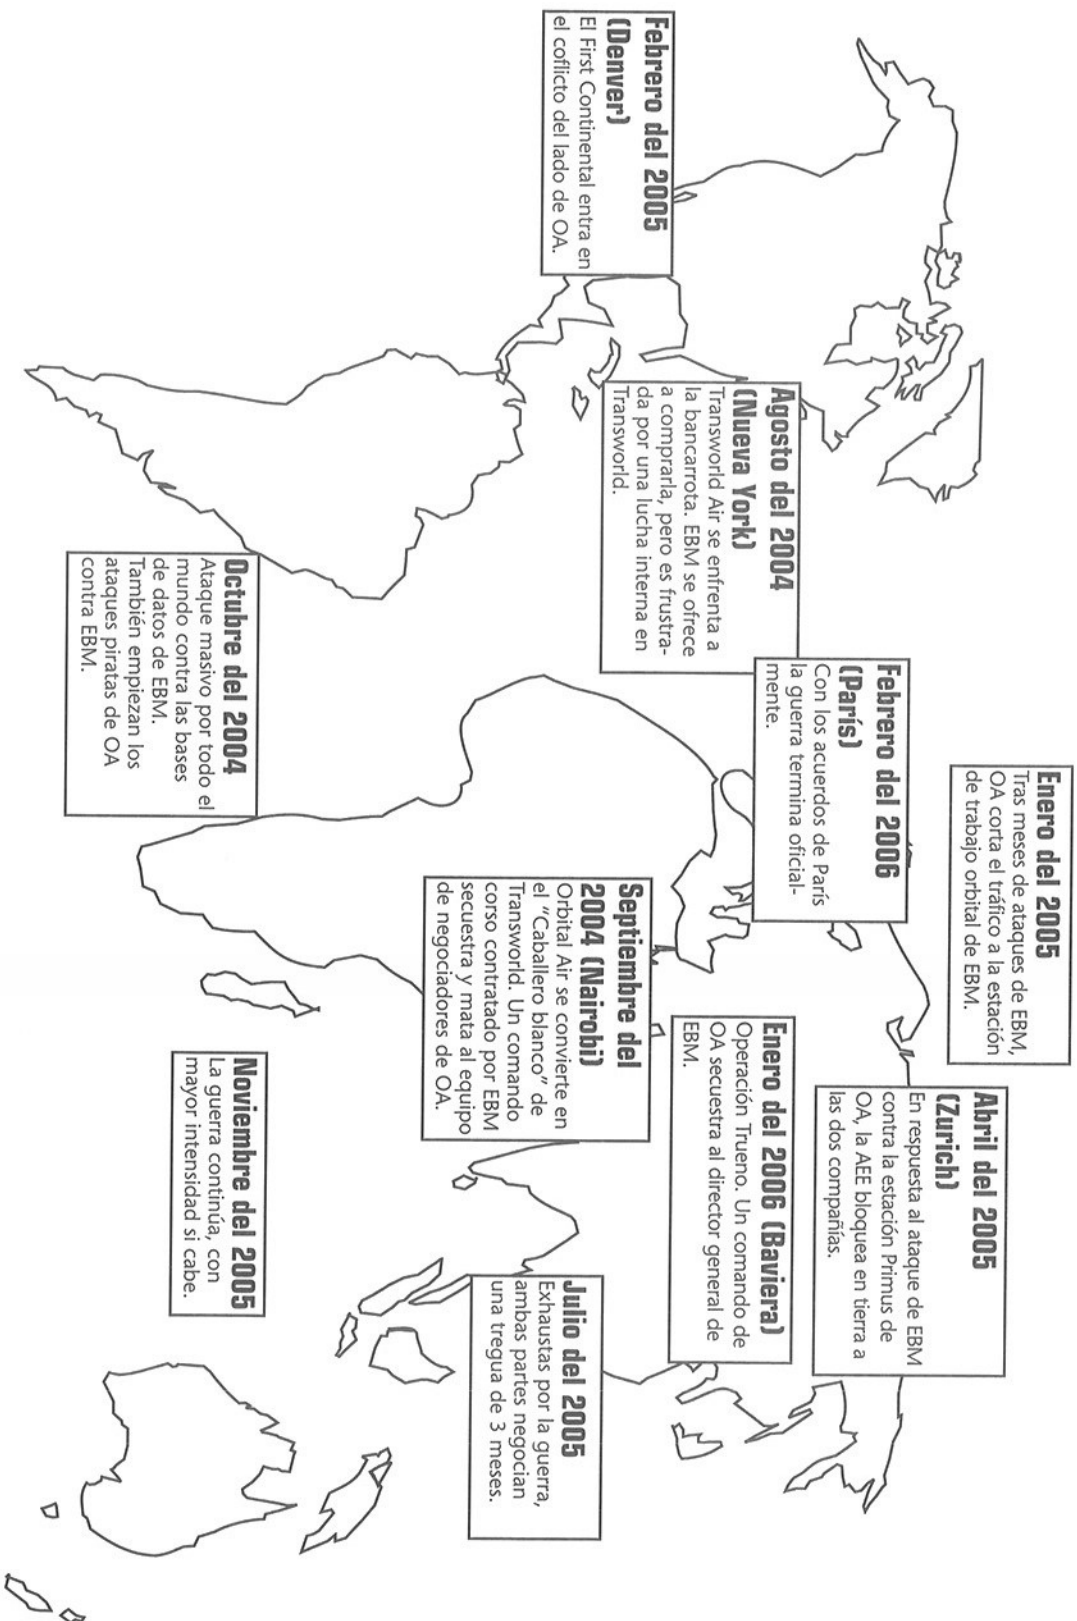 Febrero del 2005
(Denver)
El First Continental entra en
el coflicto del lado de OA.
Agosto del 2004
(Nueva York)
Transworld Air se enfrenta a
la bancarrota. EBM se ofrece
a comprarla, pero es frustra-
da por una lucha interna en
Transworld.
Octubre del 2004
Ataque masivo por todo el
mundo contra las bases
de datos de EBM.
También empiezan los
ataques piratas de OA
contra EBM.
Febrero del 2006
(París)
Con los acuerdos de París
la guerra termina oficial-
mente.
Enero del 2005
Tras meses de ataques de EBM,
OA corta el tráfico a la estación
de trabajo orbital de EBM.
Septiembre del
2004 (Nairobi)
Orbital Air se convierte en
el "Caballero blanco" de
Transworld. Un comando
corso contratado por EBM
secuestra y mata al equipo
de negociadores de OA.
Enero del 2006 (Baviera)
Operación Trueno. Un comando de
OA secuestra al director general de
EBM.
Abril del 2005
(Zurich)
En respuesta al ataque de EBM
contra la estación Primus de
OA, la AEE bloquea en tierra a
las dos compañías.
Noviembre del 2005
La guerra continúa, con
mayor intensidad si cabe.
Julio del 2005
Exhaustas por la guerra,
ambas partes negocian
una tregua de 3 meses.